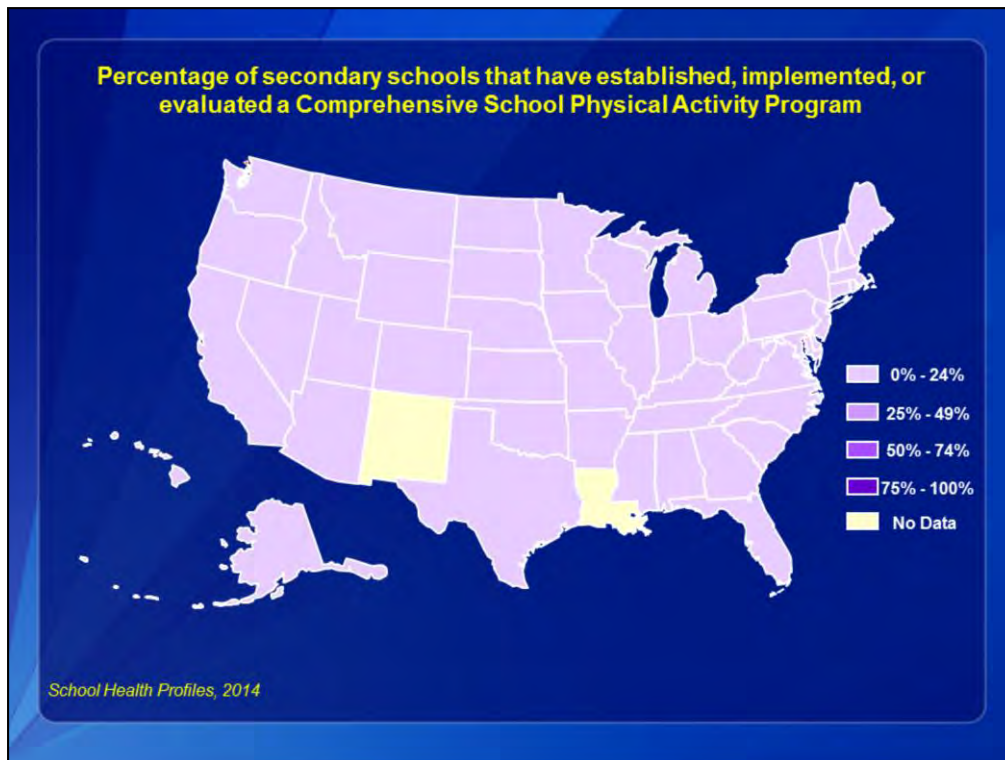 Percentage of secondary schools that have established, implemented, or
evaluated a Comprehensive School Physical Activity Program
0% - 24%
25% - 49%
50% - 74%
75% - 100%
No Data
School Health Profiles, 2014